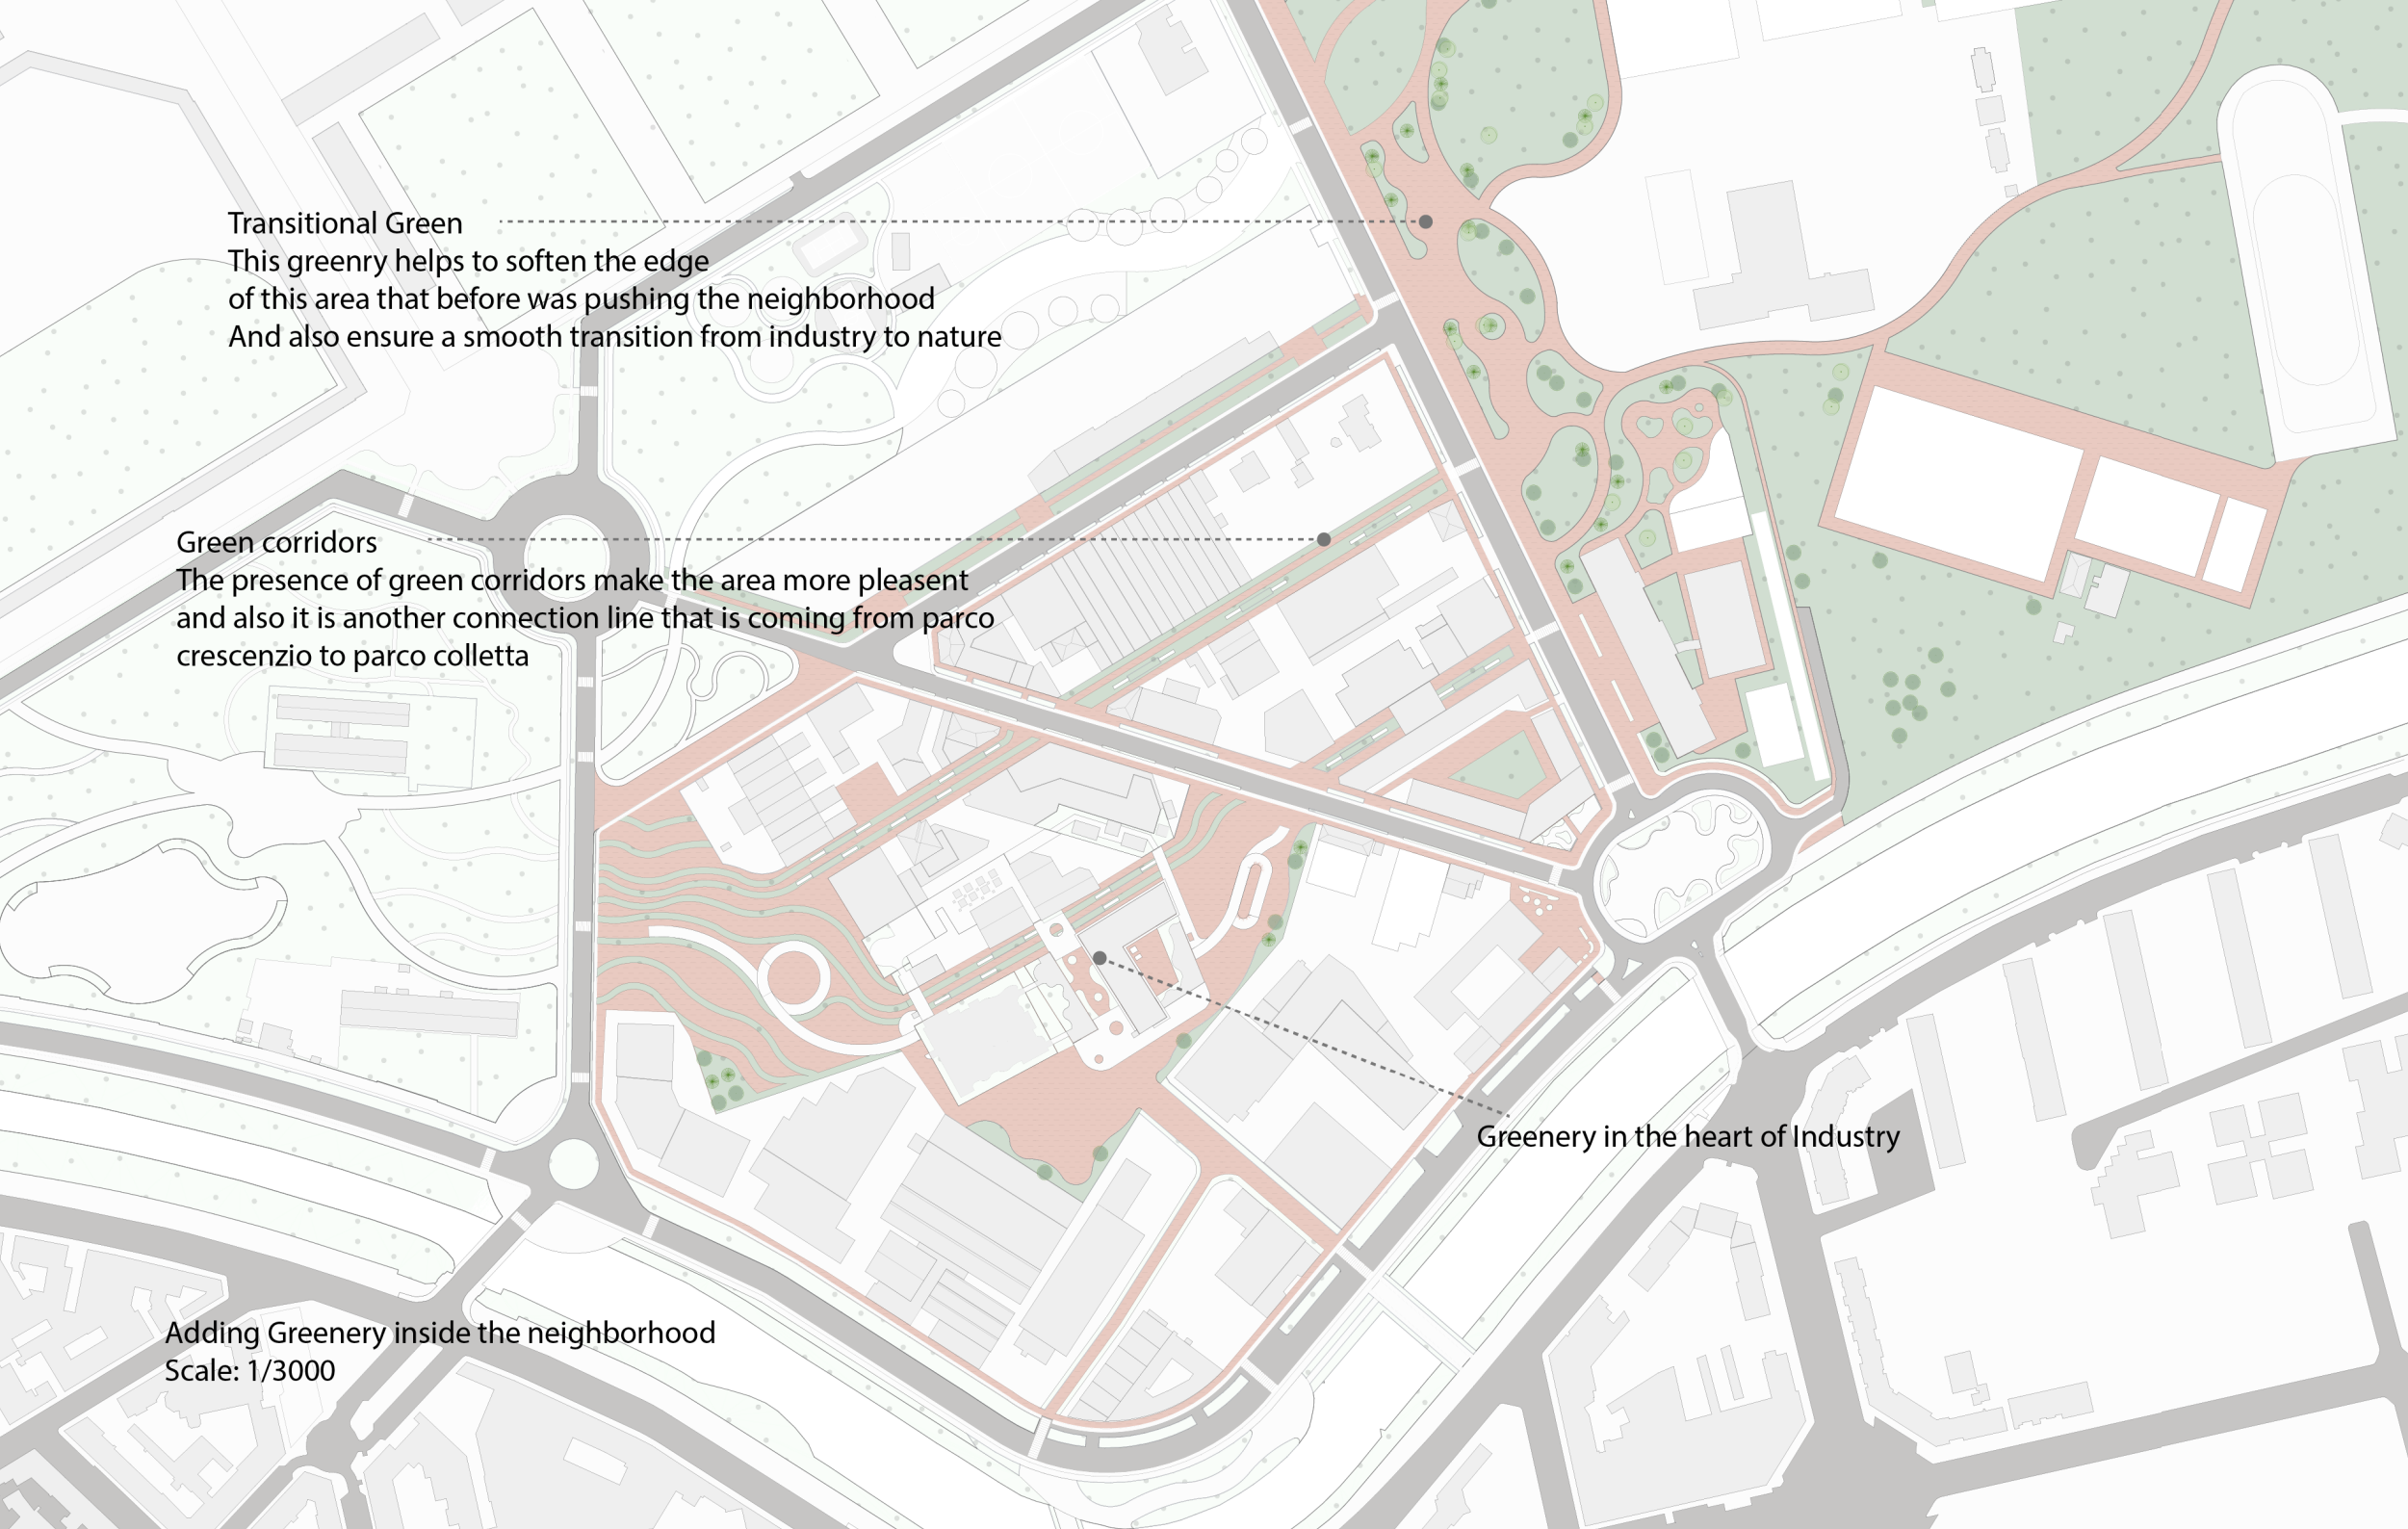 Transitional Green
This greenry helps to soften the edge
of this area that before was pushing the neighborhood
And also ensure a smooth transition from industry to nature
Green corridors
The presence of green corridors make the area more pleasent
and also it is another connection line that is coming from parco
crescenzio to parco colletta
Greenery in the heart of Industry
Adding Greenery inside the neighborhood
Scale: 1/3000